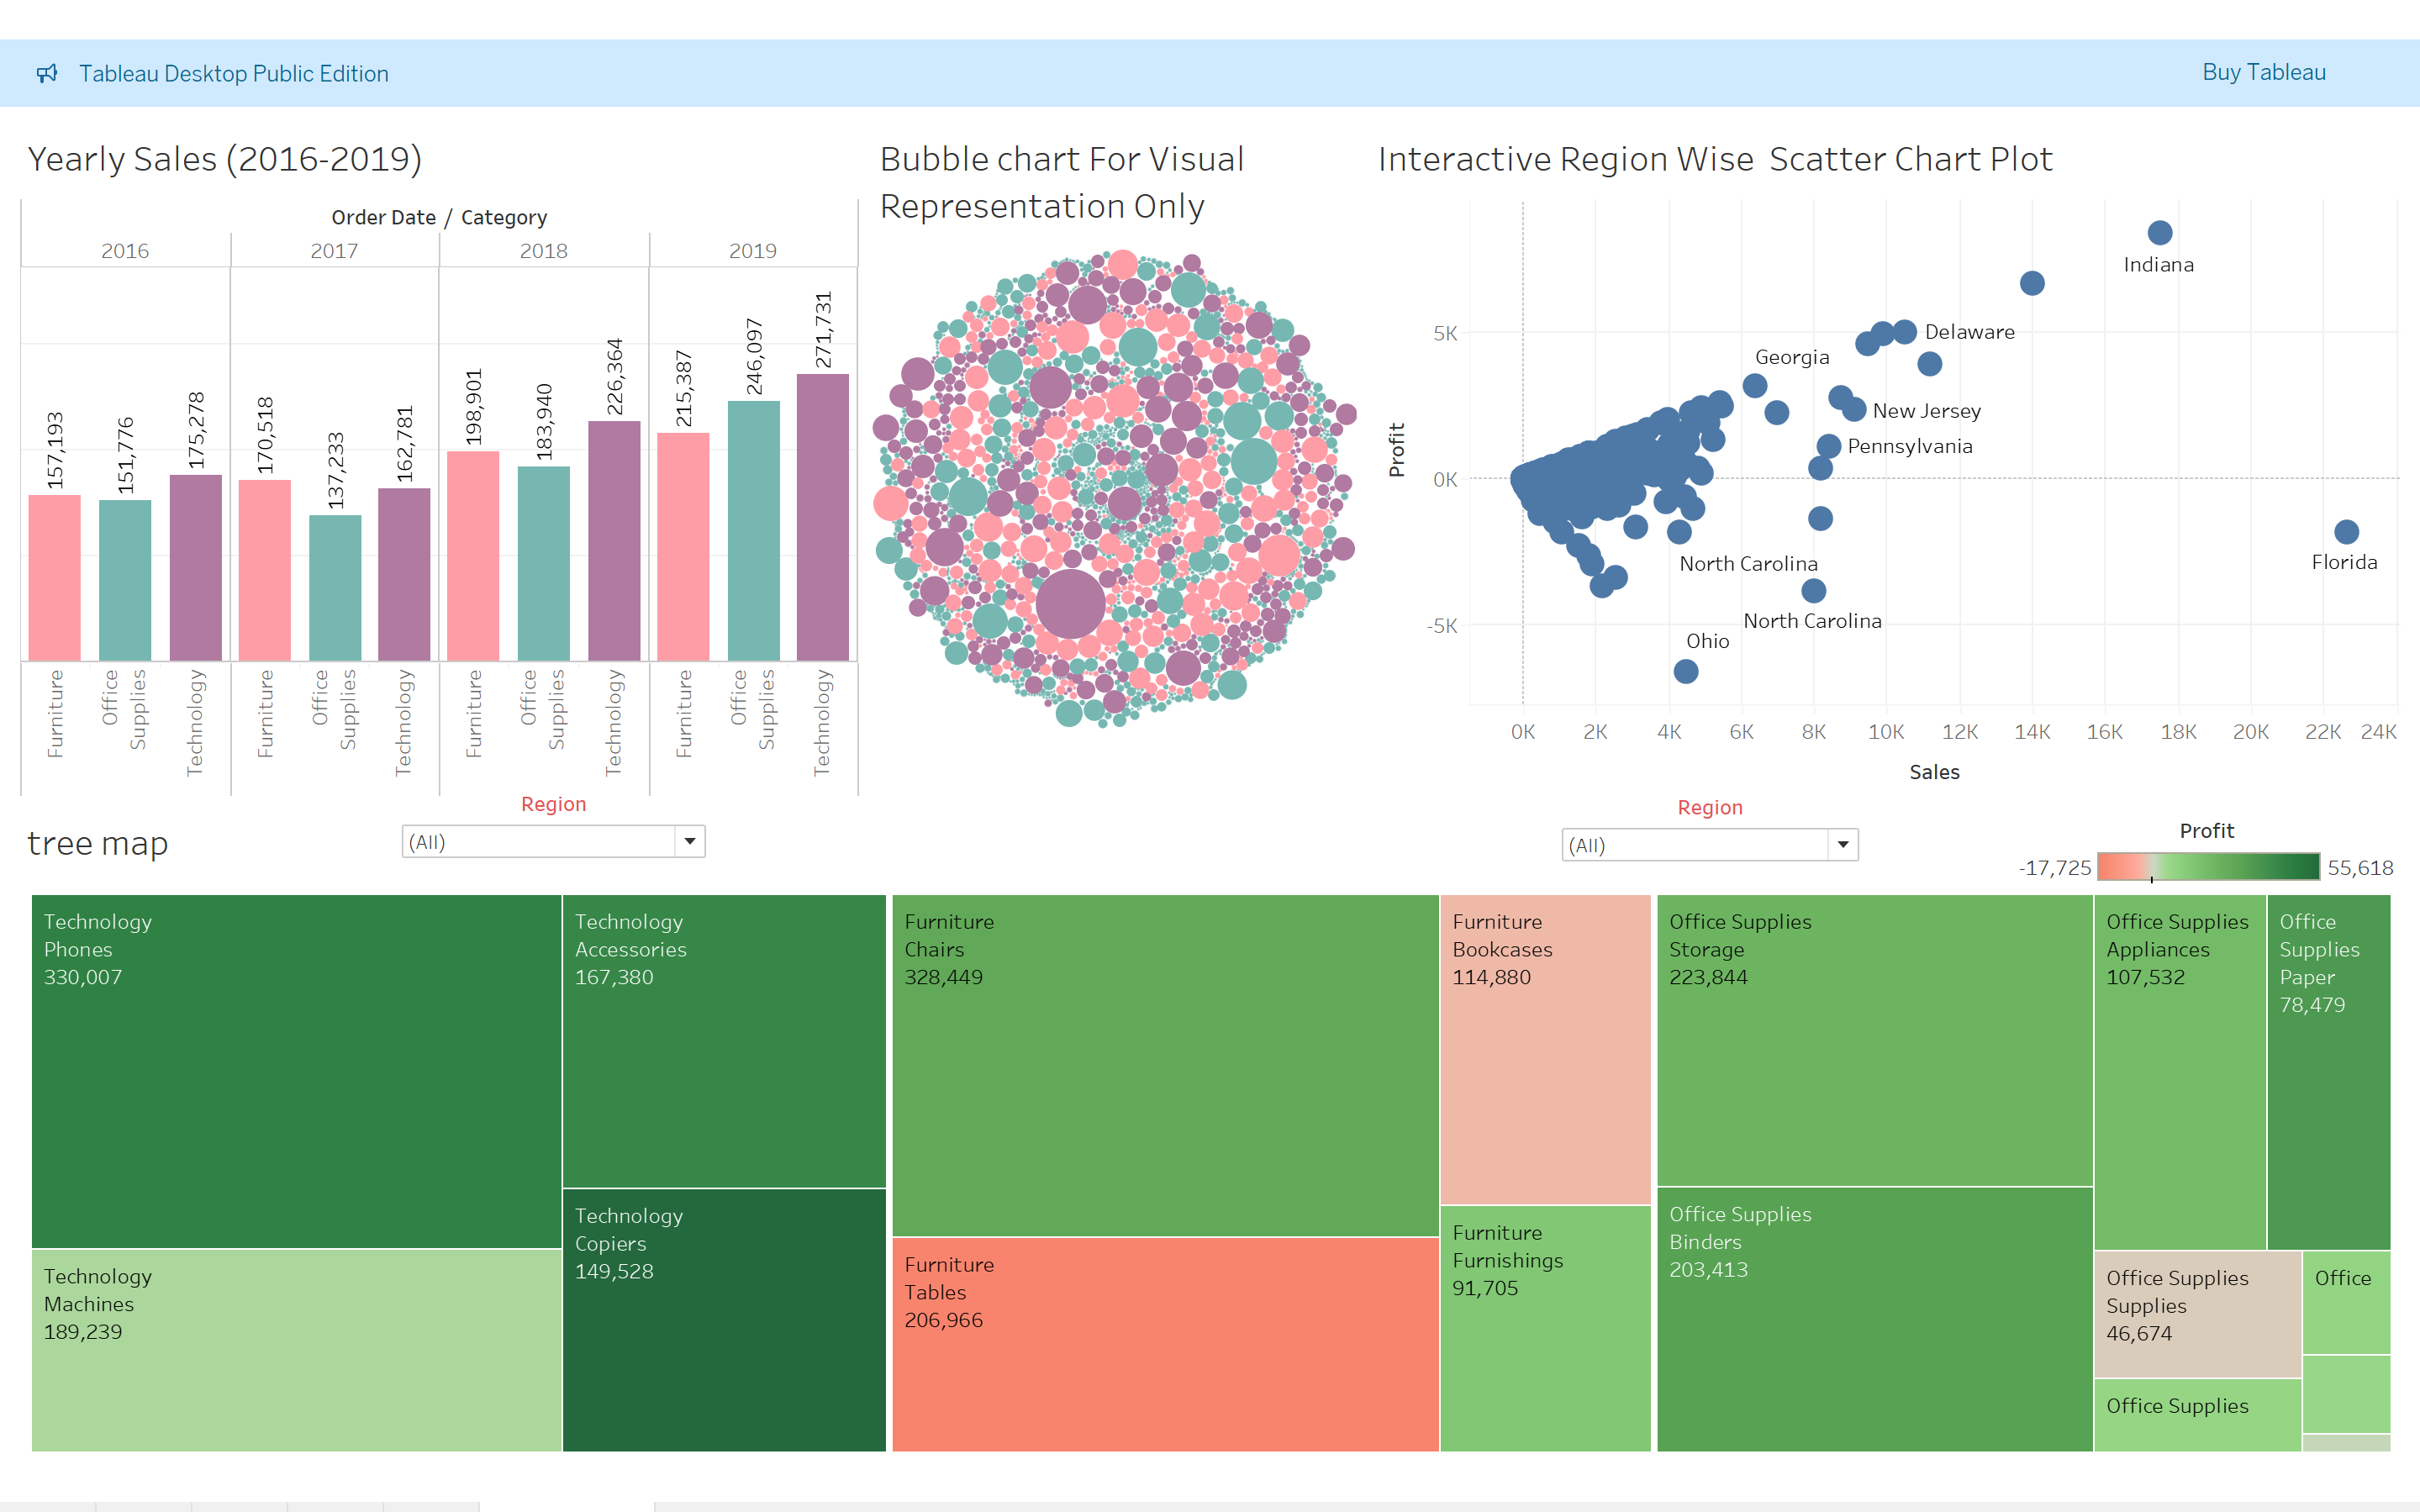 Tableau Desktop Public Edition
Buy Tableau
Yearly Sales (2016-2019)
Order Date / Category
2016
2017
2018
2019
157,193
151,776
175,278
170,518
137,233
162,781
198,901
183,940
226,364
215,387
246,097
271,731
Furniture
Office
Supplies
Technology
Furniture
Office
Supplies
Technology
Furniture
Office
Supplies
Technology
Furniture
Office
Supplies
Technology
Bubble chart For Visual
Representation Only
Interactive Region Wise Scatter Chart Plot
Profit
5K
0K
-5K
Indiana
Delaware
Georgia
New Jersey
Pennsylvania
North Carolina
Florida
North Carolina
Ohio
0K
2K
4K
6K
8K
10K
12K
14K
16K
18K
20K
22K
24K
Sales
tree map
Region
(All)
Region
(All)
Profit
-17,725
55,618
Technology
Phones
330,007
Technology
Accessories
167,380
Technology
Machines
189,239
Technology
Copiers
149,528
Furniture
Chairs
328,449
Furniture
Bookcases
114,880
Furniture
Tables
206,966
Furniture
Furnishings
91,705
Office Supplies
Storage
223,844
Office Supplies
Binders
203,413
Office Supplies
Appliances
107,532
Office
Supplies
Paper
78,479
Office Supplies
Supplies
46,674
Office
Office Supplies